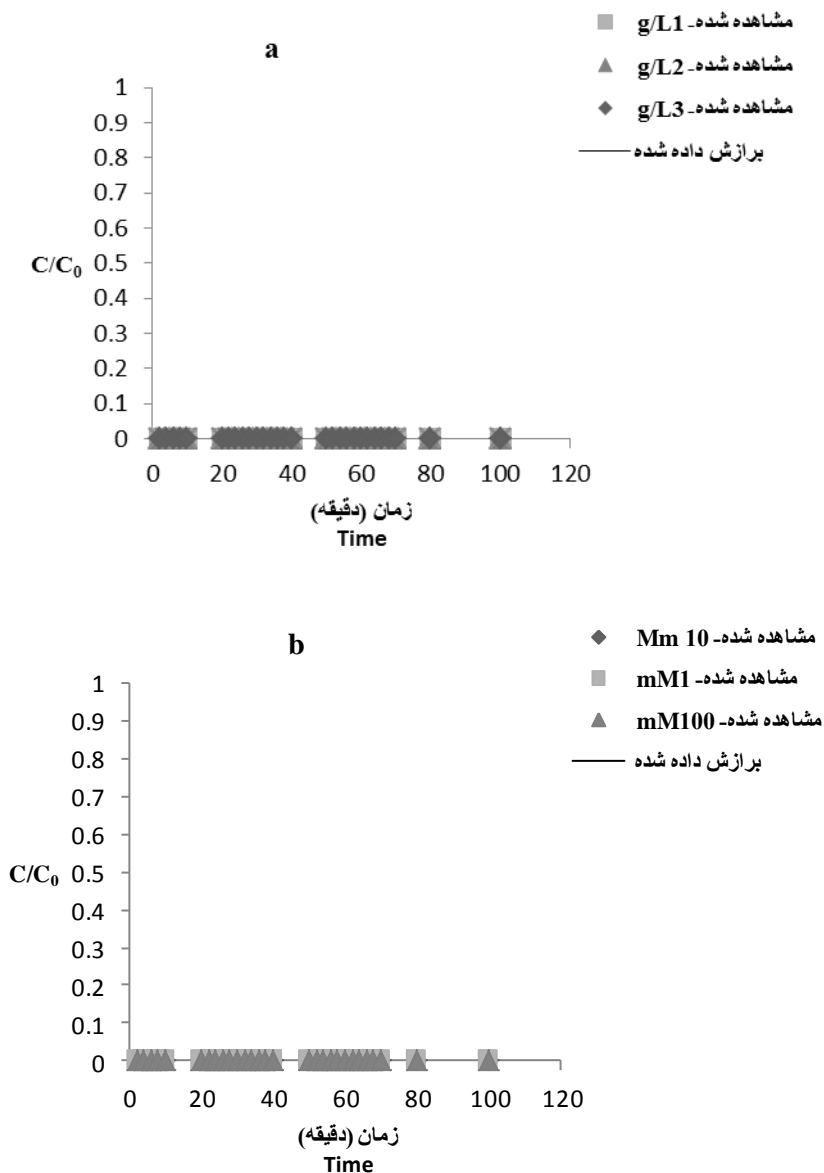 a
مشاهده شده- g/L1
مشاهده شده- g/L2
مشاهده شده- g/L3
برازش داده شده
1
0.9
0.8
0.7
0.6
0.5
0.4
0.3
0.2
0.1
0
C/C₀
0 20 40 60 80 100 120
زمان (دقیقه)
Time
b
مشاهده شده- Mm 10
مشاهده شده- mM1
مشاهده شده- mM100
برازش داده شده
1
0.9
0.8
0.7
0.6
0.5
0.4
0.3
0.2
0.1
0
C/C₀
0 20 40 60 80 100 120
زمان (دقیقه)
Time